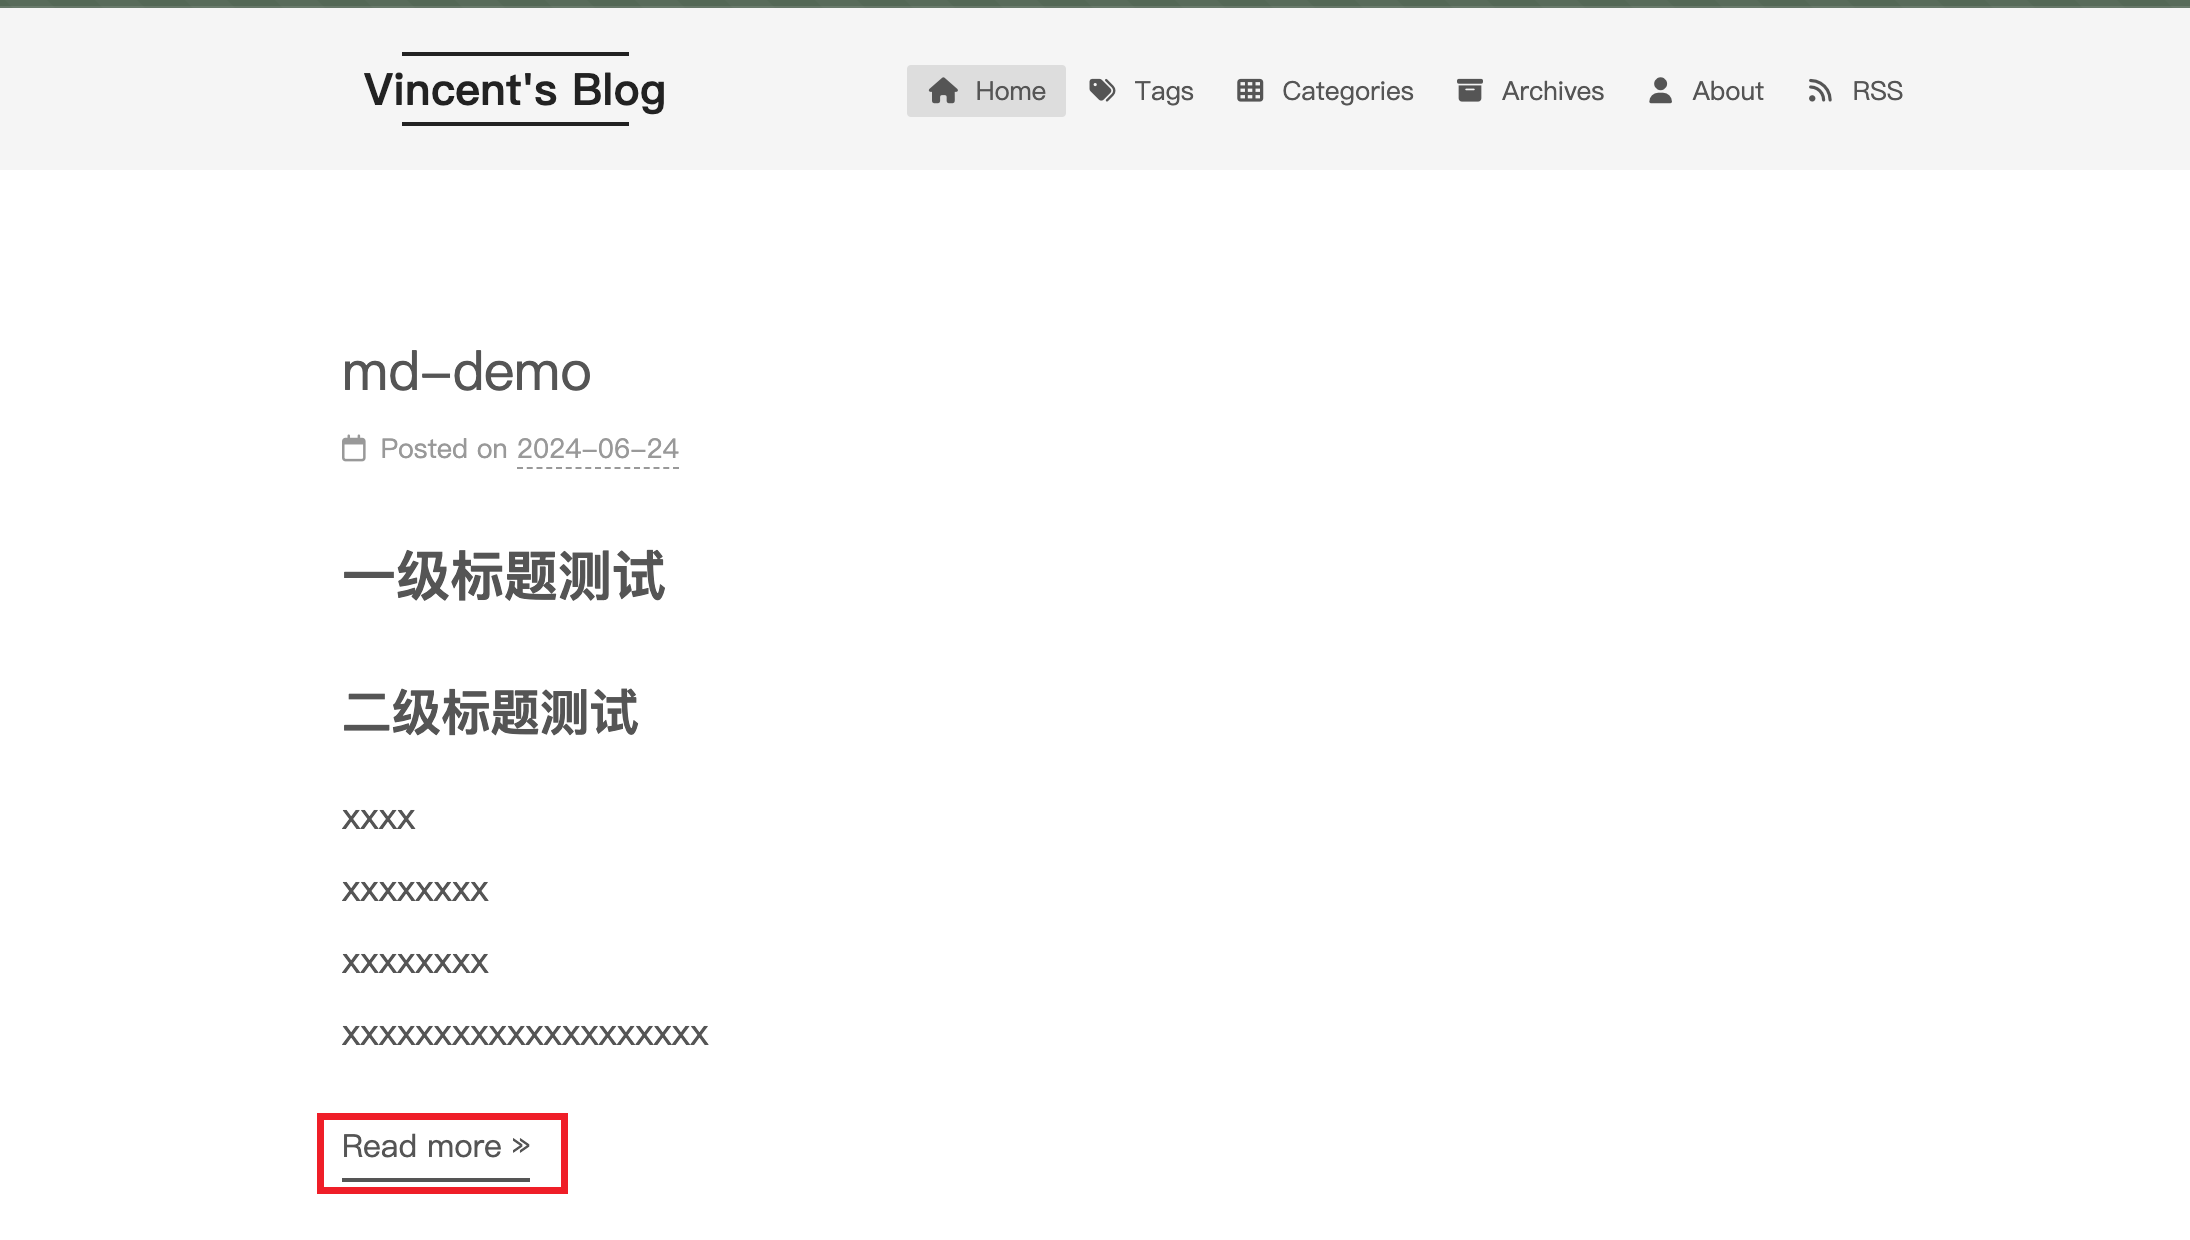 Vincent's Blog
Home Tags Categories Archives About RSS
md-demo
Posted on 2024-06-24
一级标题测试
二级标题测试
xxxx
xxxxxxxx
xxxxxxxx
xxxxxxxxxxxxxxxxxxxx
Read more »